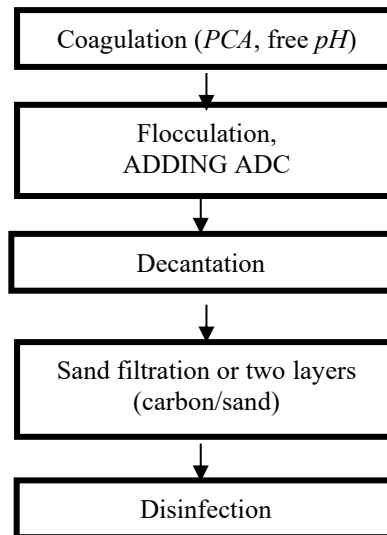 Coagulation (PCA, free pH)
Flocculation,
ADDING ADC
Decantation
Sand filtration or two layers
(carbon/sand)
Disinfection